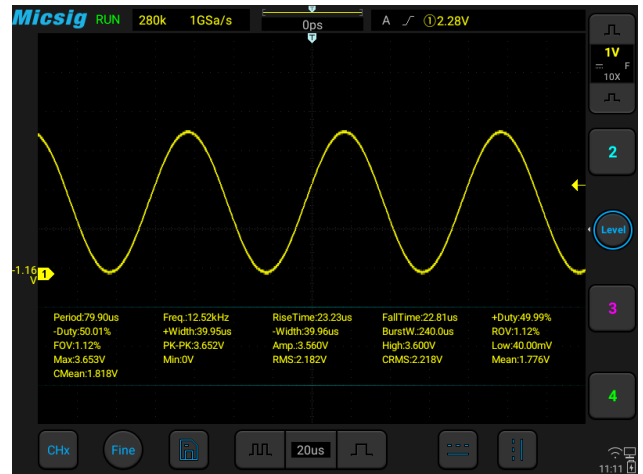 Micsig RUN 280k 1GSa/s 0ps A ①2.28V
T
T
1V
F
10X
2
Level
-1.16
V
1
3
Period:79.90us Freq.:12.52kHz RiseTime:23.23us FallTime:22.81us +Duty:49.99%
-Duty:50.01% +Width:39.95us -Width:39.96us BurstW.:240.0us ROV:1.12%
FOV:1.12% PK-PK:3.652V Amp.:3.560V High:3.600V Low:40.00mV
Max:3.653V Min:0V RMS:2.182V CRMS:2.218V Mean:1.776V
CMean:1.818V
4
CHx Fine 20us
11:11